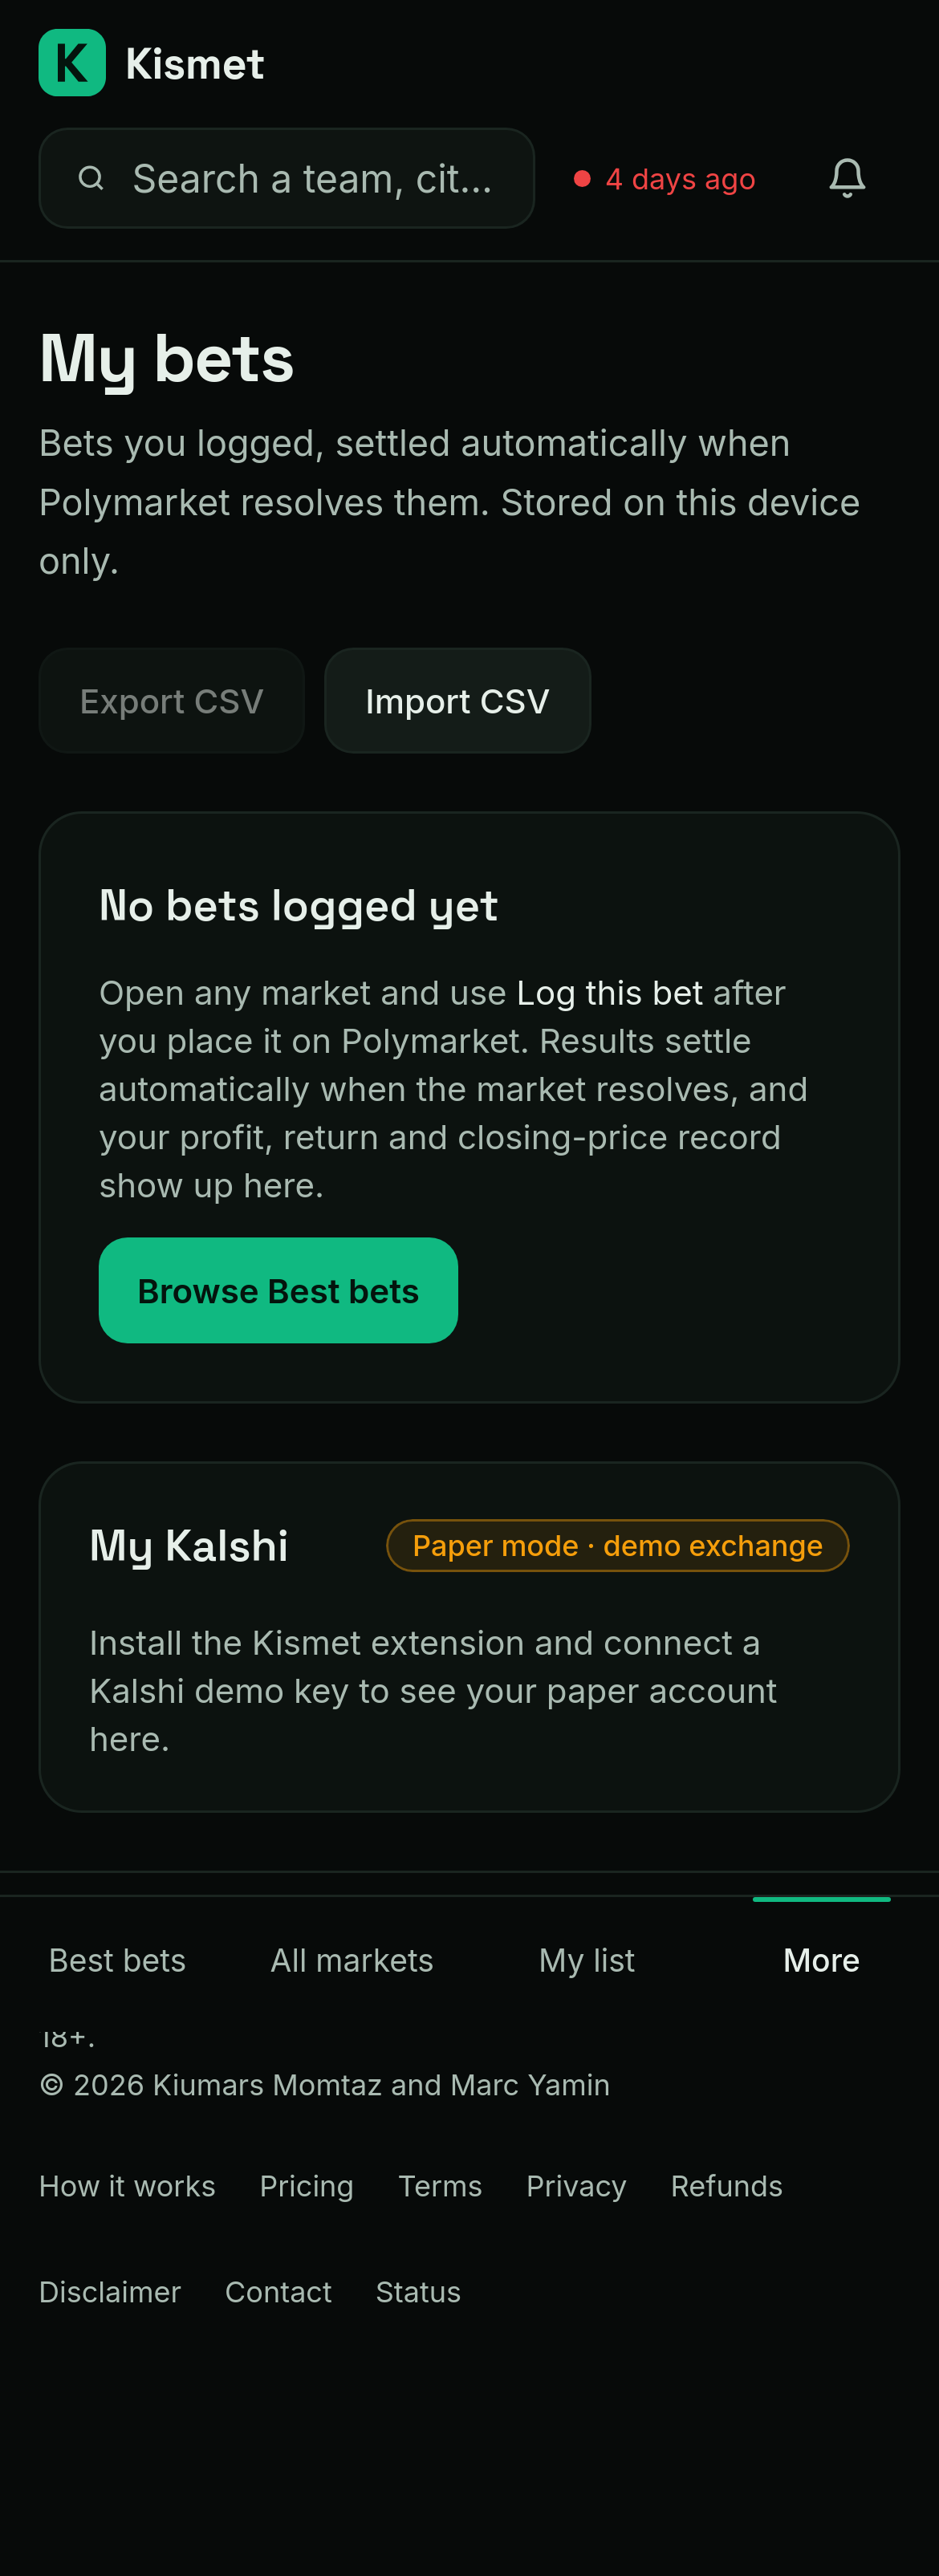 K Kismet
Search a team, cit...
4 days ago
My bets
Bets you logged, settled automatically when
Polymarket resolves them. Stored on this device
only.
Export CSV
Import CSV
No bets logged yet
Open any market and use Log this bet after
you place it on Polymarket. Results settle
automatically when the market resolves, and
your profit, return and closing-price record
show up here.
Browse Best bets
My Kalshi
Paper mode · demo exchange
Install the Kismet extension and connect a
Kalshi demo key to see your paper account
here.
Best bets
All markets
My list
More
18+.
© 2026 Kiumars Momtaz and Marc Yamin
How it works Pricing Terms Privacy Refunds
Disclaimer Contact Status